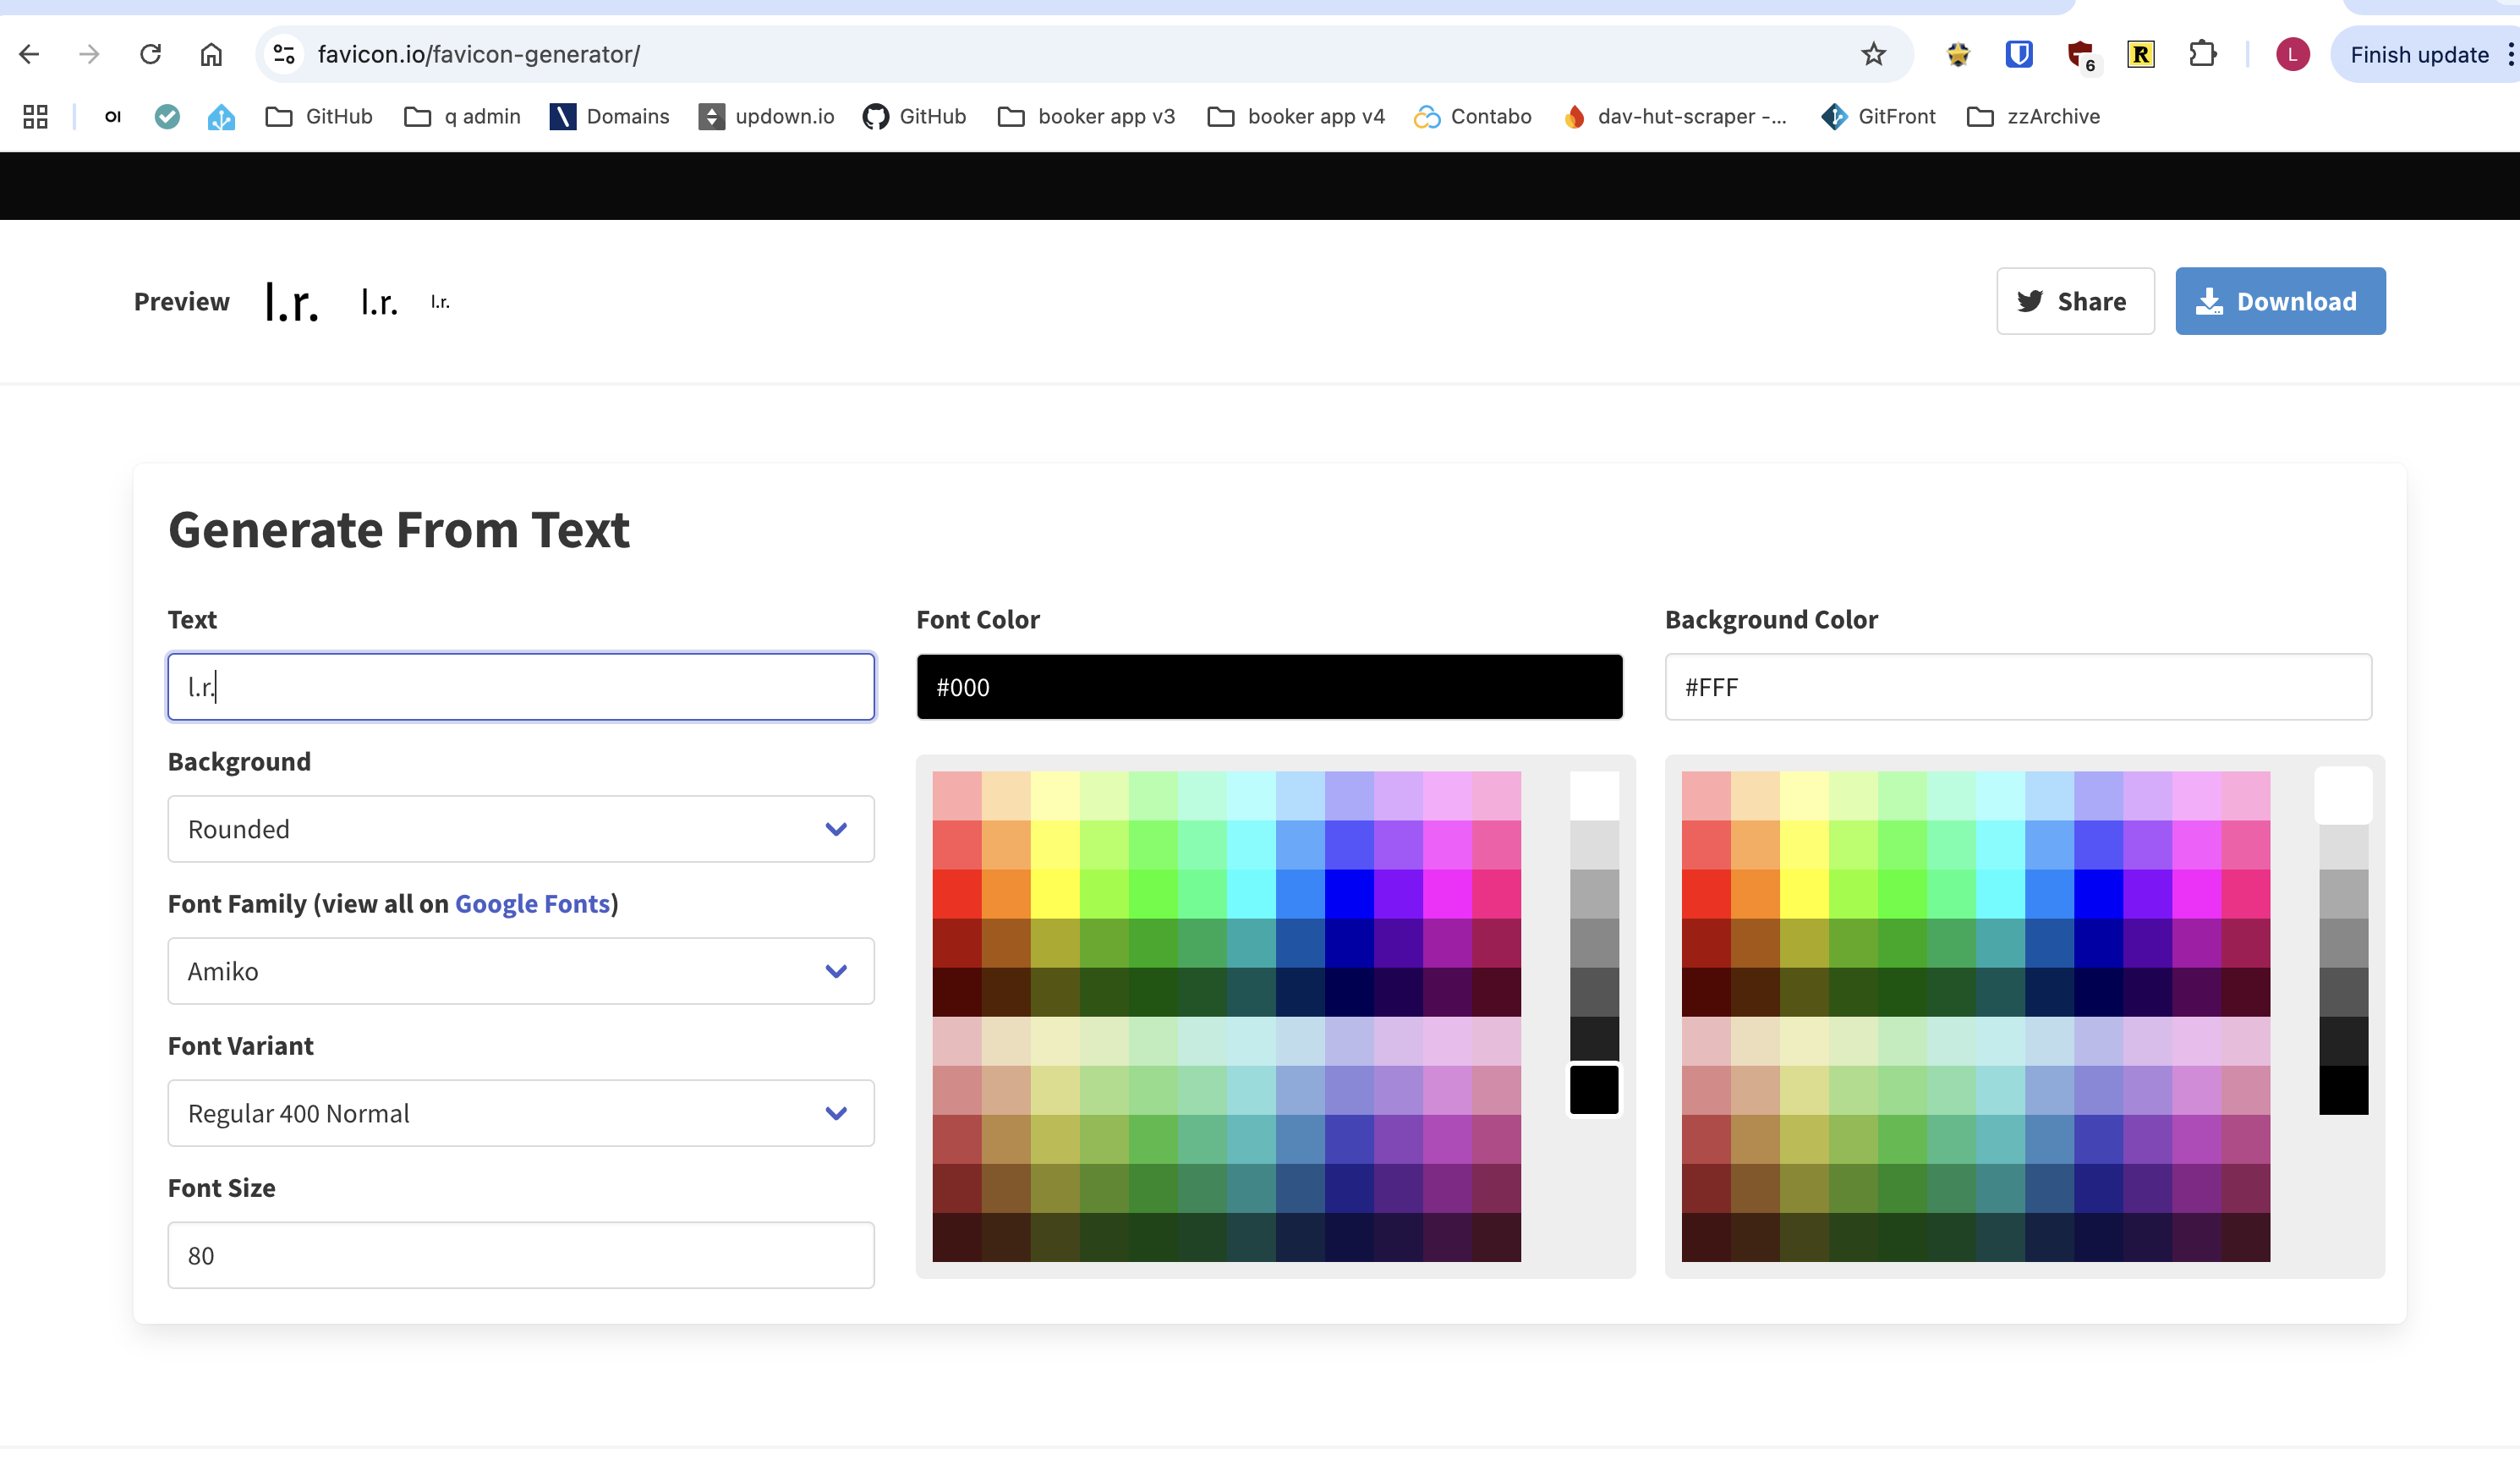 favicon.io/favicon-generator/
6
R
L
Finish update
OI
GitHub
q admin
Domains
updown.io
GitHub
booker app v3
booker app v4
Contabo
dav-hut-scraper -...
GitFront
zzArchive
Preview
l.r.
l.r.
l.r.
Share
Download
Generate From Text
Text
l.r.
Font Color
#000
Background Color
#FFF
Background
Rounded
Font Family (view all on Google Fonts)
Amiko
Font Variant
Regular 400 Normal
Font Size
80